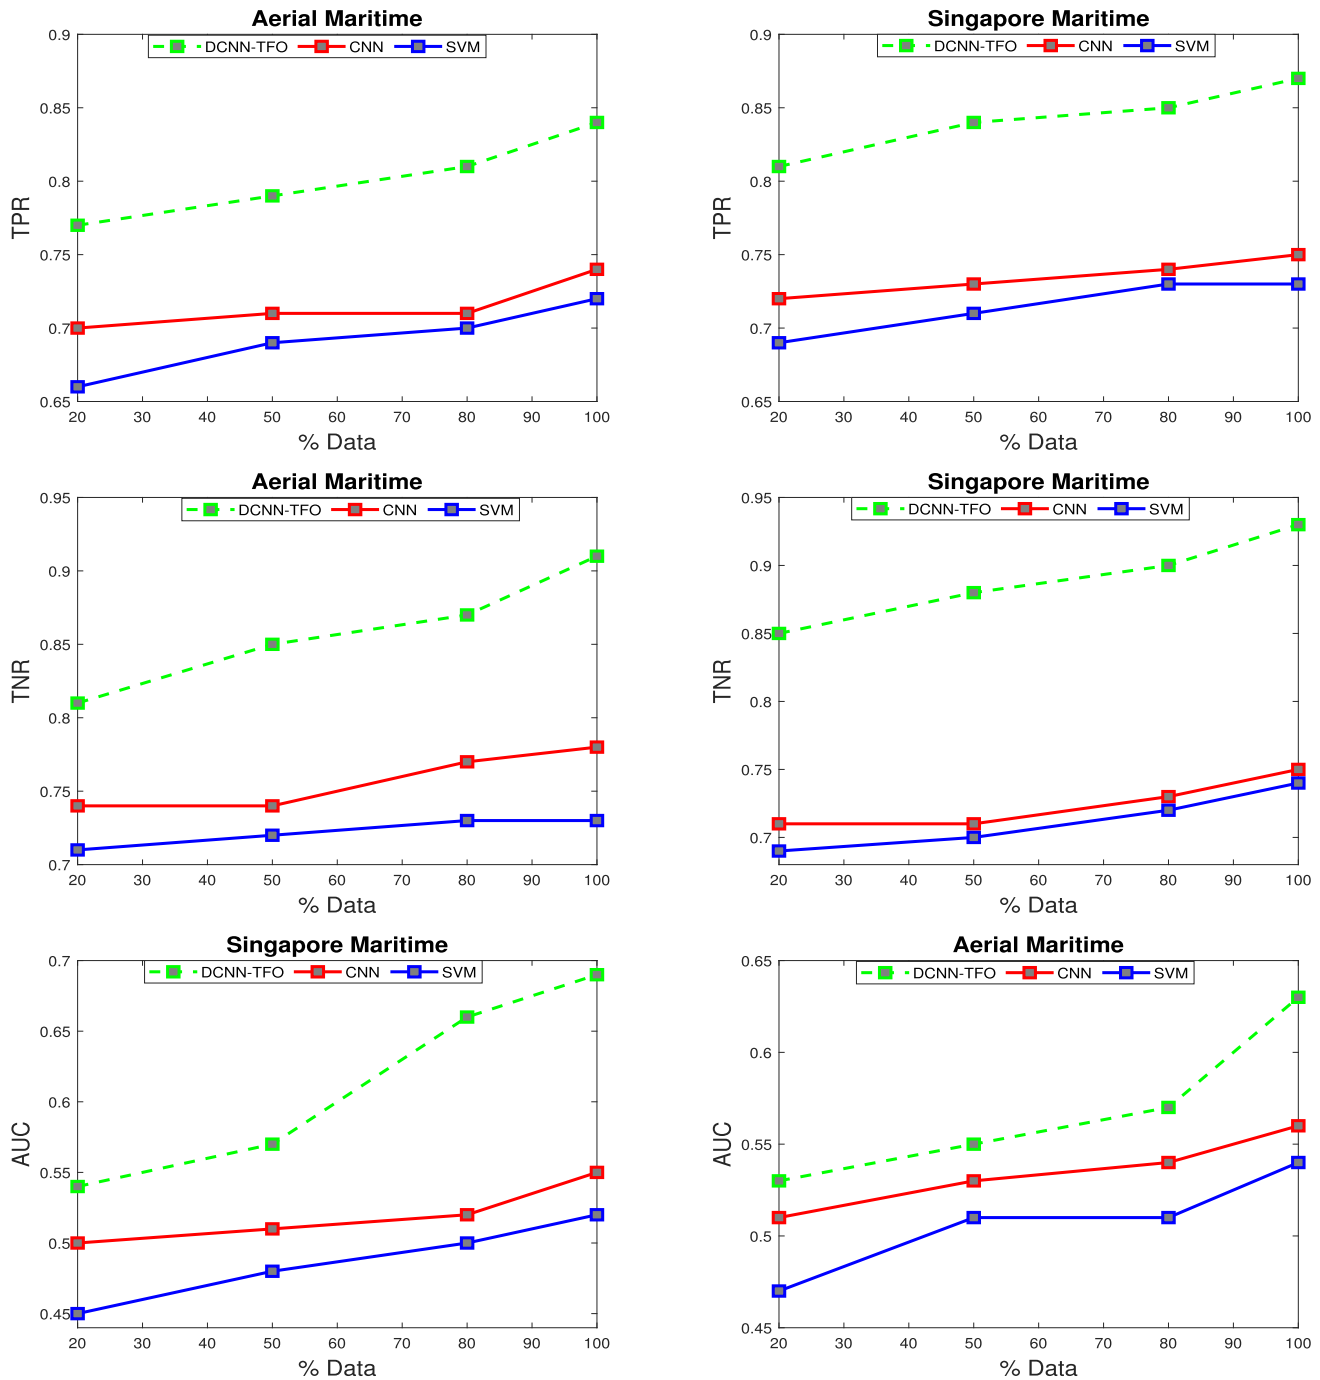 Aerial Maritime
DCNN-TFO CNN SVM
0.9
0.85
0.8
0.75
0.7
0.65
TPR
20 30 40 50 60 70 80 90 100
% Data
Singapore Maritime
DCNN-TFO CNN SVM
0.9
0.85
0.8
0.75
0.7
0.65
TPR
20 30 40 50 60 70 80 90 100
% Data
Aerial Maritime
DCNN-TFO CNN SVM
0.95
0.9
0.85
0.8
0.75
0.7
TNR
20 30 40 50 60 70 80 90 100
% Data
Singapore Maritime
DCNN-TFO CNN SVM
0.95
0.9
0.85
0.8
0.75
0.7
TNR
20 30 40 50 60 70 80 90 100
% Data
Singapore Maritime
DCNN-TFO CNN SVM
0.7
0.65
0.6
0.55
0.5
0.45
AUC
20 30 40 50 60 70 80 90 100
% Data
Aerial Maritime
DCNN-TFO CNN SVM
0.65
0.6
0.55
0.5
0.45
AUC
20 30 40 50 60 70 80 90 100
% Data